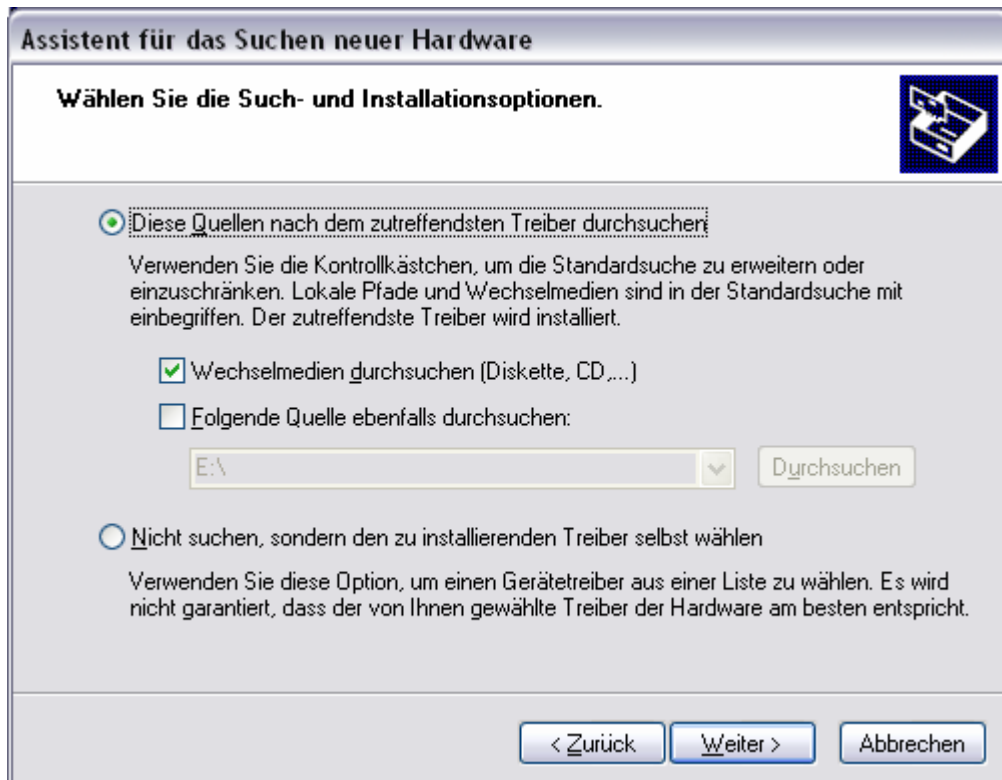 Assistent für das Suchen neuer Hardware
Wählen Sie die Such- und Installationsoptionen.
Diese Quellen nach dem zutreffendsten Treiber durchsuchen
Verwenden Sie die Kontrollkästchen, um die Standardsuche zu erweitern oder
einzuschränken. Lokale Pfade und Wechselmedien sind in der Standardsuche mit
einbegriffen. Der zutreffendste Treiber wird installiert.
Wechselmedien durchsuchen (Diskette, CD,...)
Folgende Quelle ebenfalls durchsuchen:
E:\
Durchsuchen
Nicht suchen, sondern den zu installierenden Treiber selbst wählen
Verwenden Sie diese Option, um einen Gerätetreiber aus einer Liste zu wählen. Es wird
nicht garantiert, dass der von Ihnen gewählte Treiber der Hardware am besten entspricht.
< Zurück
Weiter >
Abbrechen